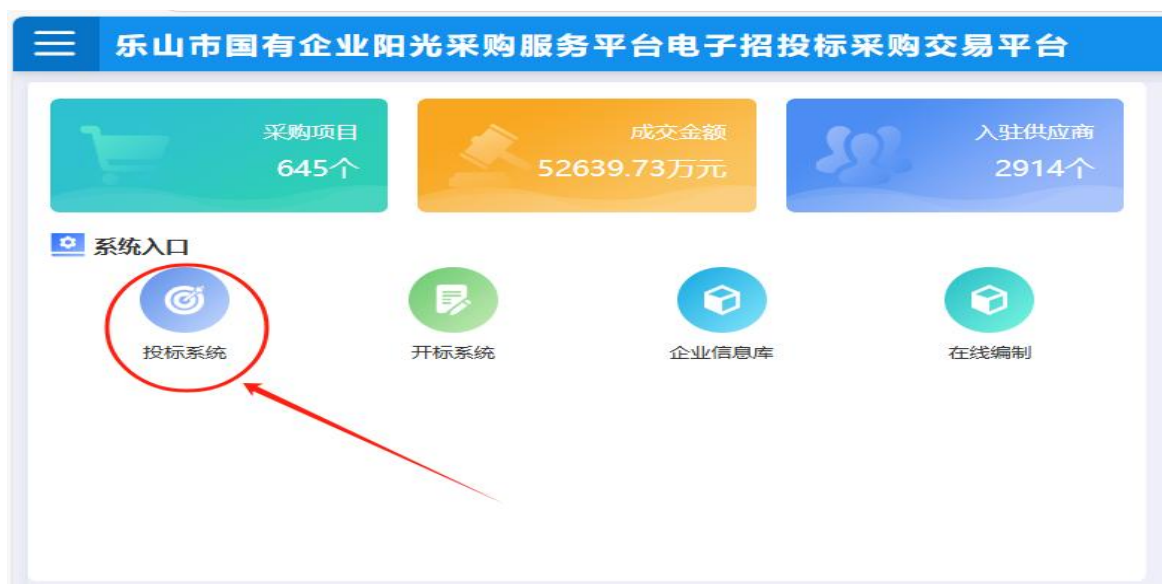 乐山市国有企业阳光采购服务平台电子招投标采购交易平台
采购项目
645个
成交金额
52639.73万元
入驻供应商
2914个
系统入口
投标系统
开标系统
企业信息库
在线编制